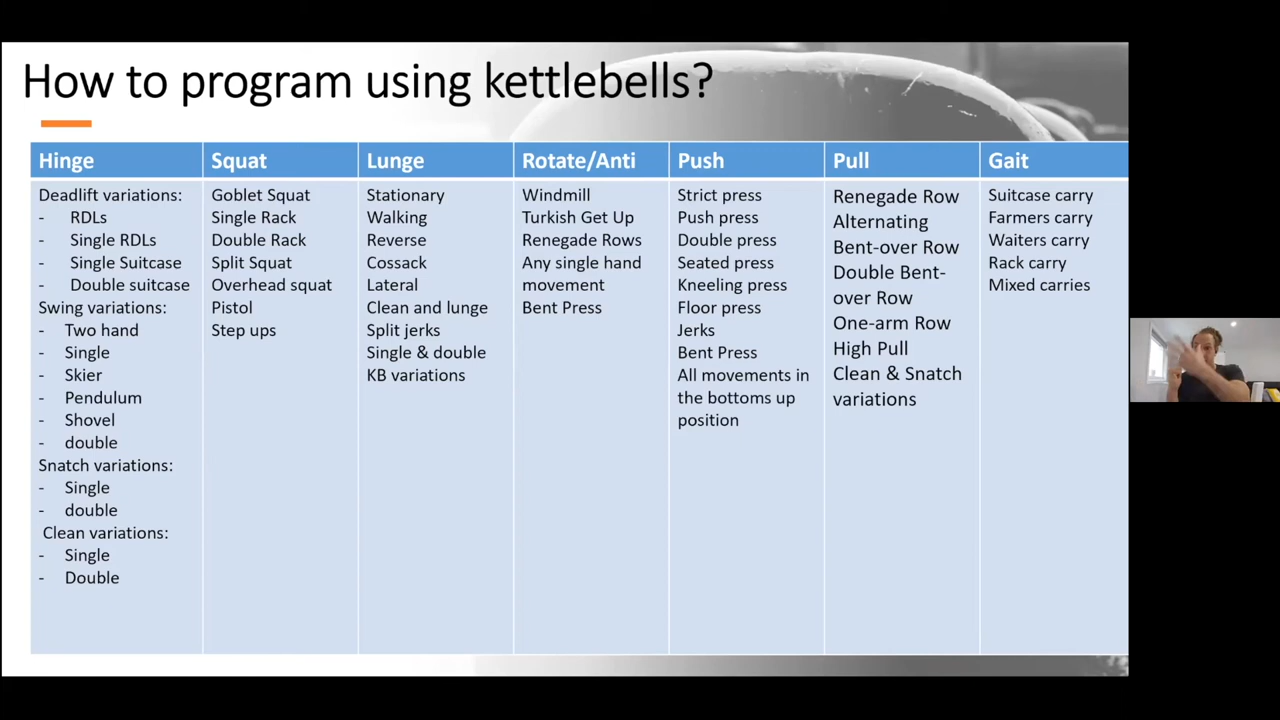 How to program using kettlebells?
Hinge
Deadlift variations:
- RDLs
- Single RDLs
- Single Suitcase
- Double suitcase
Swing variations:
- Two hand
- Single
- Skier
- Pendulum
- Shovel
- double
Snatch variations:
- Single
- double
Clean variations:
- Single
- Double
Squat
Goblet Squat
Single Rack
Double Rack
Split Squat
Overhead squat
Pistol
Step ups
Lunge
Stationary
Walking
Reverse
Cossack
Lateral
Clean and lunge
Split jerks
Single & double
KB variations
Rotate/Anti
Windmill
Turkish Get Up
Renegade Rows
Any single hand
movement
Bent Press
Push
Strict press
Push press
Double press
Seated press
Kneeling press
Floor press
Jerks
Bent Press
All movements in
the bottoms up
position
Pull
Renegade Row
Alternating
Bent-over Row
Double Bent-
over Row
One-arm Row
High Pull
Clean & Snatch
variations
Gait
Suitcase carry
Farmers carry
Waiters carry
Rack carry
Mixed carries